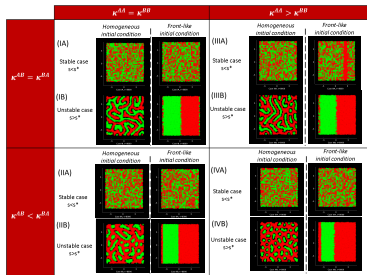 κ^AA = κ^BB
κ^AA > κ^BB
Homogeneous initial condition
Front-like initial condition
Homogeneous initial condition
Front-like initial condition
κ^AB = κ^BA
(IA)
Stable case
s<s*
(IIIA)
Stable case
s<s*
(IB)
Unstable case
s>s*
(IIIB)
Unstable case
s>s*
Homogeneous initial condition
Front-like initial condition
Homogeneous initial condition
Front-like initial condition
κ^AB < κ^BA
(IIA)
Stable case
s<s*
(IVA)
Stable case
s<s*
(IIB)
Unstable case
s>s*
(IVB)
Unstable case
s>s*